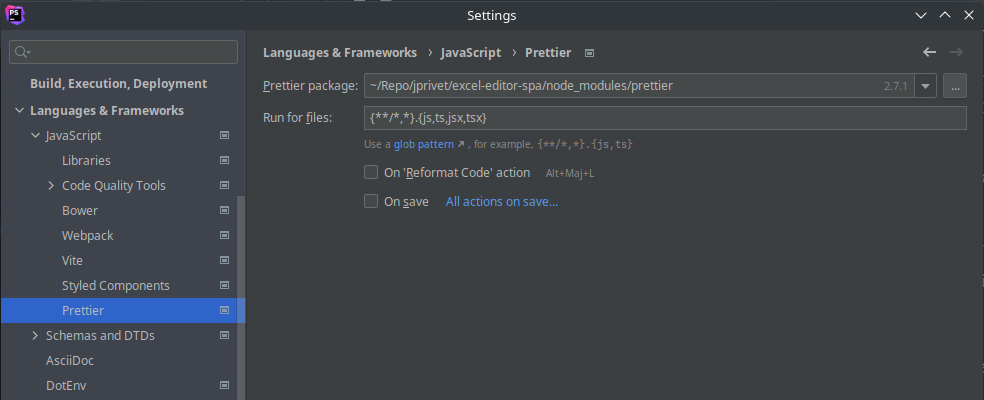 PS
Settings
Build, Execution, Deployment
Languages & Frameworks
JavaScript
Libraries
Code Quality Tools
Bower
Webpack
Vite
Styled Components
Prettier
Schemas and DTDs
AsciiDoc
DotEnv
Languages & Frameworks › JavaScript › Prettier
Prettier package: ~/Repo/jprivet/excel-editor-spa/node_modules/prettier 2.7.1 ...
Run for files: {**/*,*}.{js,ts,jsx,tsx}
Use a glob pattern ↗ , for example, {**/*,*}.{js,ts}
On 'Reformat Code' action Alt+Maj+L
On save All actions on save...